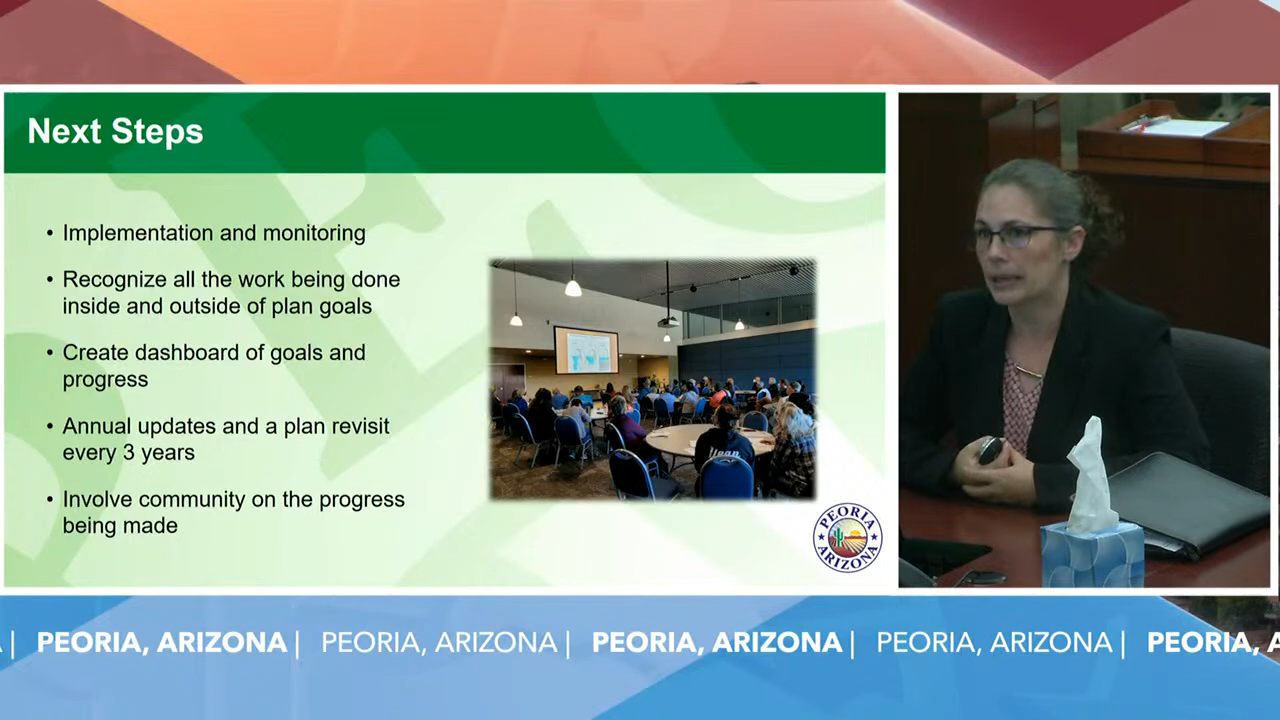 Next Steps
• Implementation and monitoring
• Recognize all the work being done
inside and outside of plan goals
• Create dashboard of goals and
progress
• Annual updates and a plan revisit
every 3 years
• Involve community on the progress
being made
PEORIA
ARIZONA
| PEORIA, ARIZONA | PEORIA, ARIZONA | PEORIA, ARIZONA | PEORIA, ARIZONA | PEORIA, A